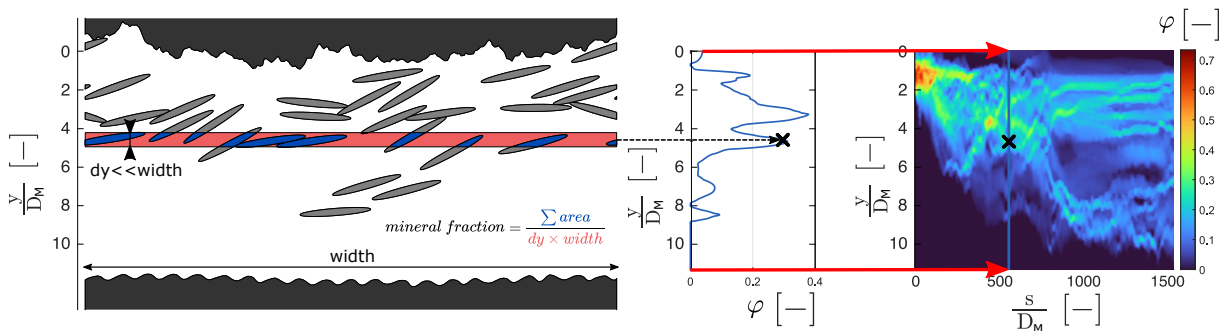 0
2
4
6
8
10
y
D_M
[—]
dy<<width
mineral fraction = ∑ area
dy × width
width
0
2
4
6
8
10
y
D_M
[—]
0
0.2
0.4
φ [—]
0
2
4
6
8
10
y
D_M
[—]
0
500
1000
1500
s
D_M
[—]
φ [—]
0.7
0.6
0.5
0.4
0.3
0.2
0.1
0